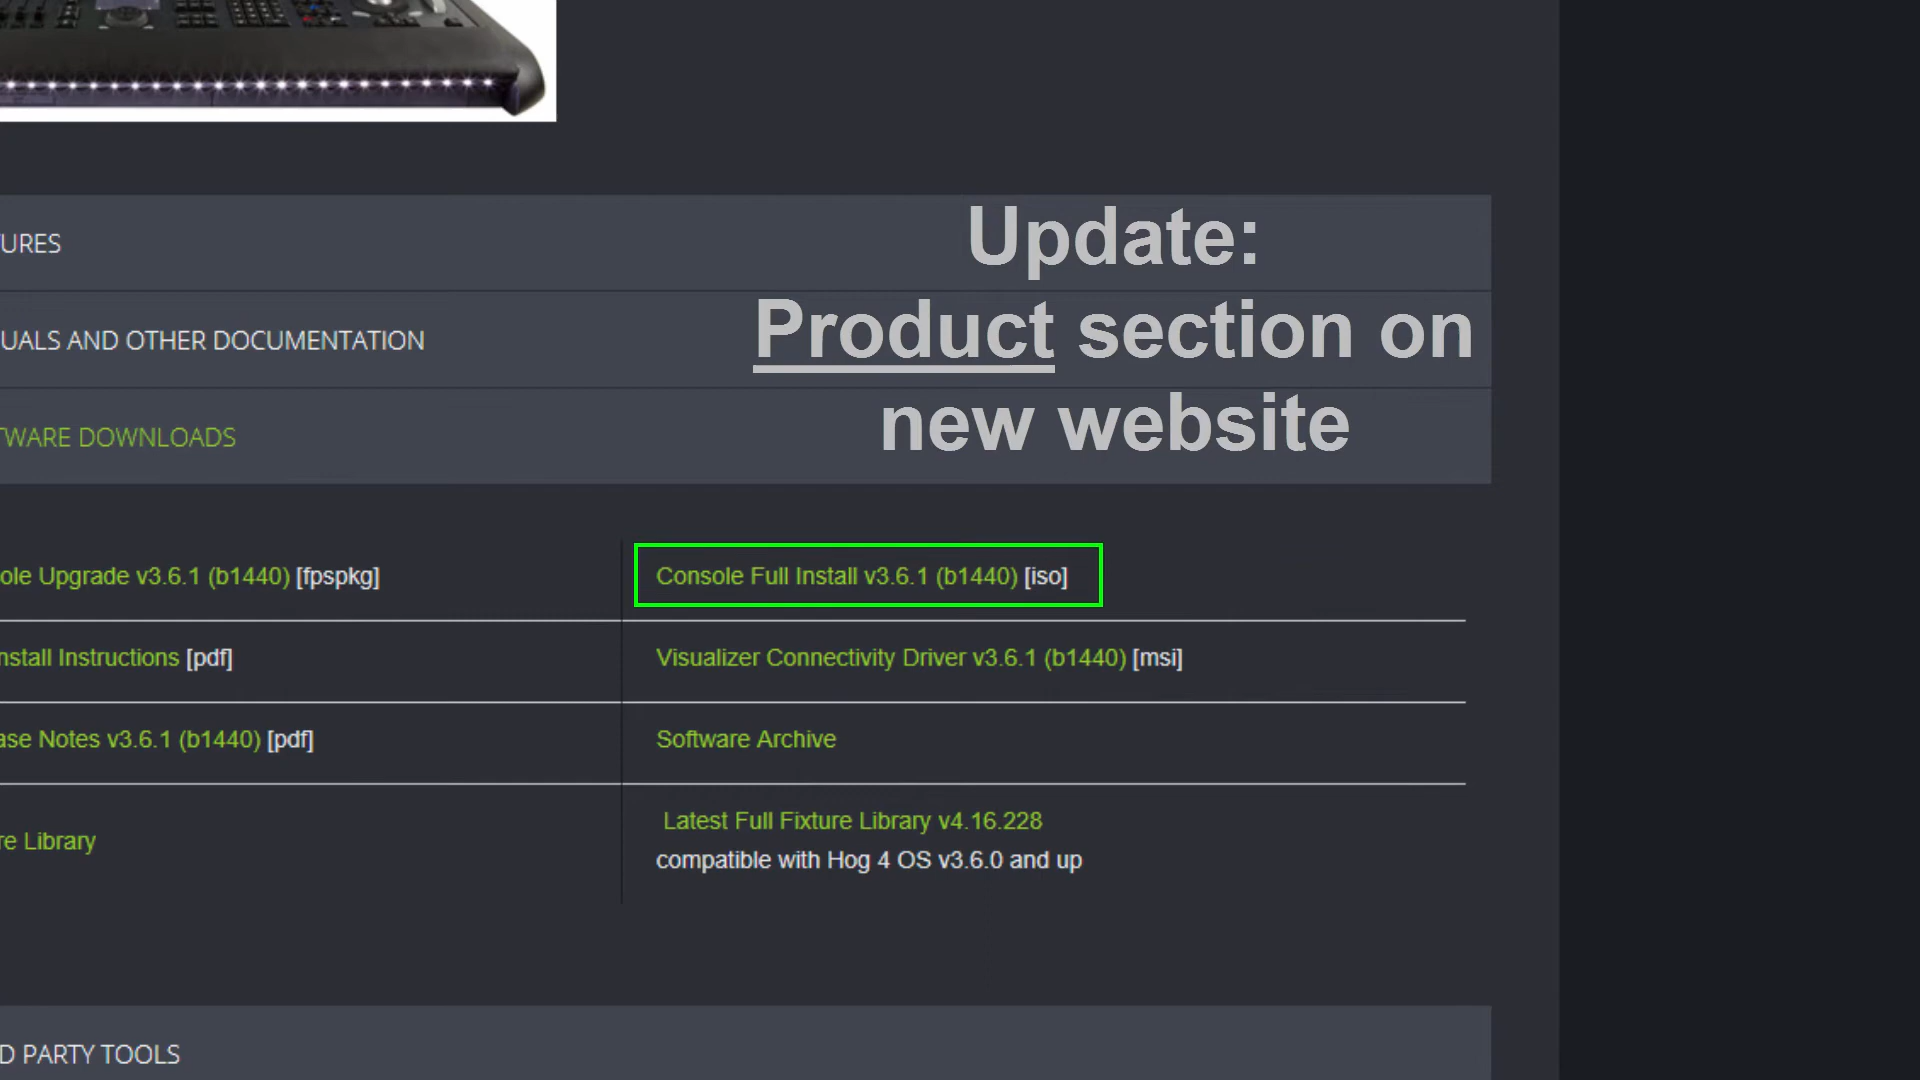 Update:
URES
Product section on
UALS AND OTHER DOCUMENTATION
new website
WARE DOWNLOADS
ole Upgrade v3.6.1 (b1440) [fpspkg]
Console Full Install v3.6.1 (b1440) [iso]
nstall Instructions [pdf]
Visualizer Connectivity Driver v3.6.1 (b1440) [msi]
ase Notes v3.6.1 (b1440) [pdf]
Software Archive
re Library
Latest Full Fixture Library v4.16.228
compatible with Hog 4 OS v3.6.0 and up
D PARTY TOOLS